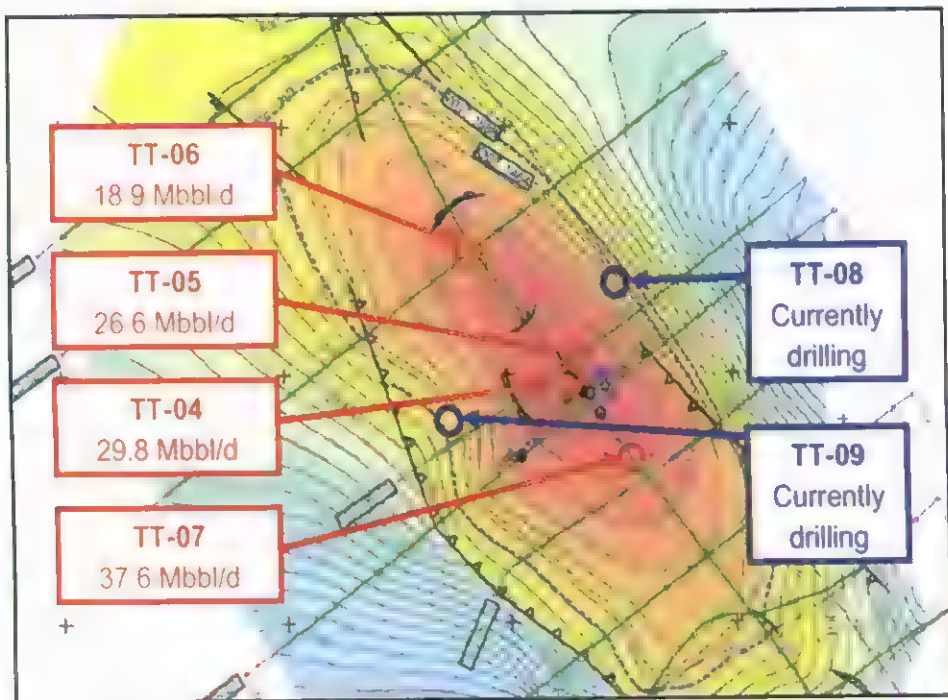 TT-06
18 9 Mbbl d
TT-05
26 6 Mbbl/d
TT-04
29.8 Mbbl/d
TT-07
37 6 Mbbl/d
TT-08
Currently
drilling
TT-09
Currently
drilling